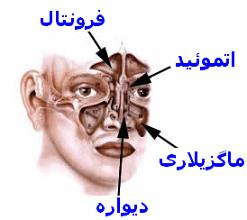 فرونتال
اتموئید
ماگزیلاری
دیواره